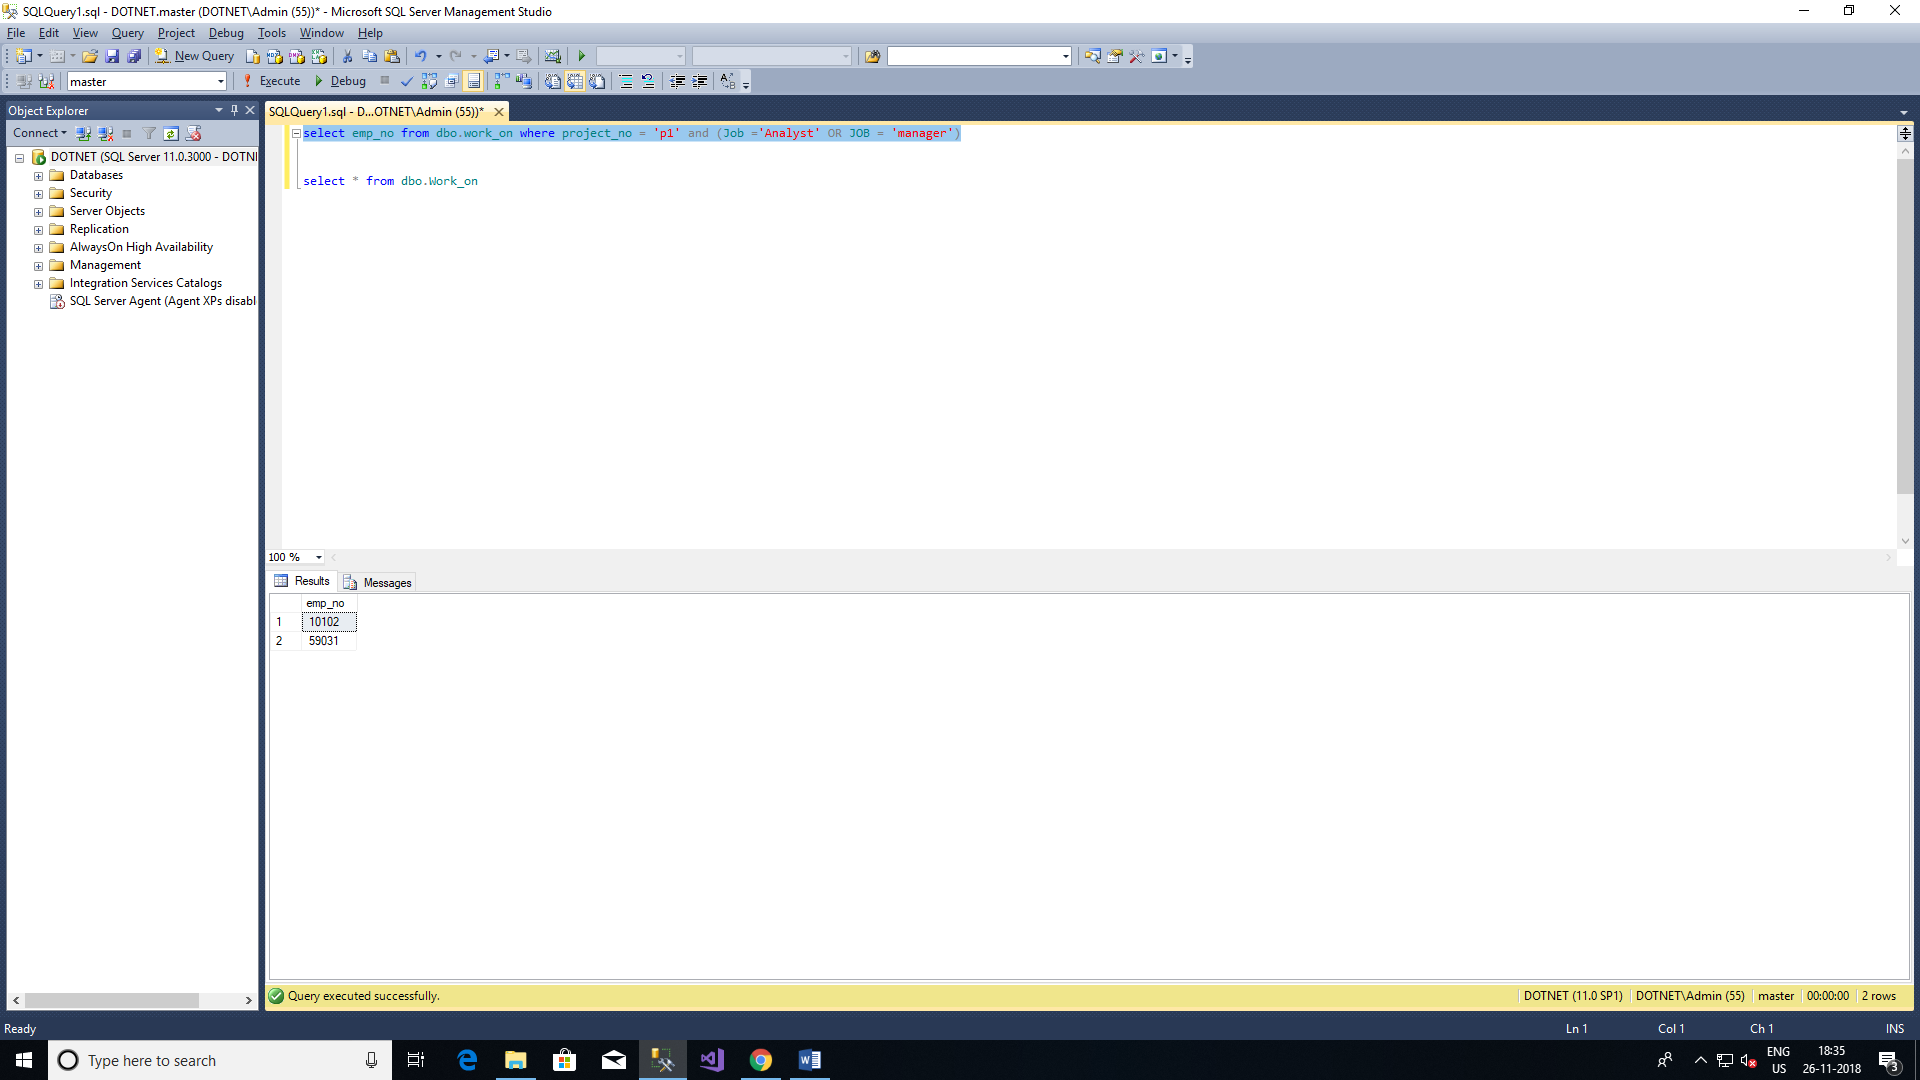 SQLQuery1.sql - DOTNET.master (DOTNET\Admin (55))* - Microsoft SQL Server Management Studio
File Edit View Query Project Debug Tools Window Help
New Query
master Execute Debug
Object Explorer
Connect
DOTNET (SQL Server 11.0.3000 - DOTNI
Databases
Security
Server Objects
Replication
AlwaysOn High Availability
Management
Integration Services Catalogs
SQL Server Agent (Agent XPs disabl
SQLQuery1.sql - D...OTNET\Admin (55))*
select emp_no from dbo.work_on where project_no = 'p1' and (Job ='Analyst' OR JOB = 'manager')
select * from dbo.Work_on
100 %
Results Messages
emp_no
1 10102
2 59031
Query executed successfully.
DOTNET (11.0 SP1) DOTNET\Admin (55) master 00:00:00 2 rows
Ready Ln 1 Col 1 Ch 1 INS
Type here to search
ENG
US
18:35
26-11-2018
3